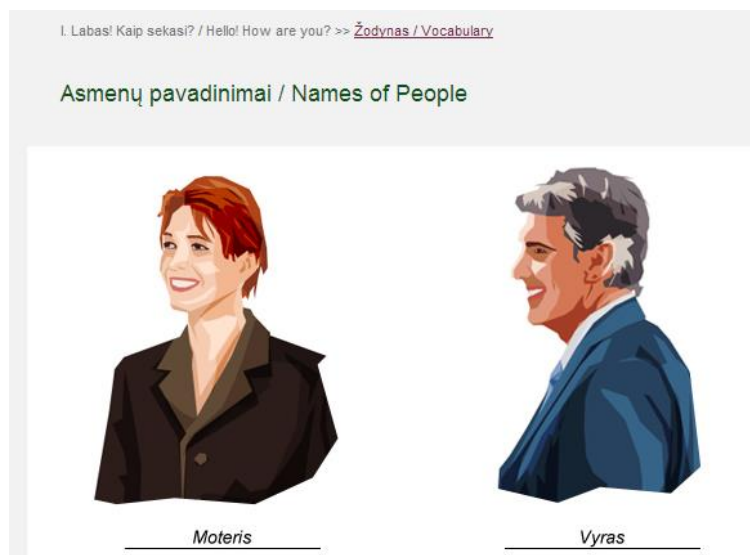 I. Labas! Kaip sekasi? / Hello! How are you? >> Žodynas / Vocabulary
Asmenų pavadinimai / Names of People
Moteris Vyras